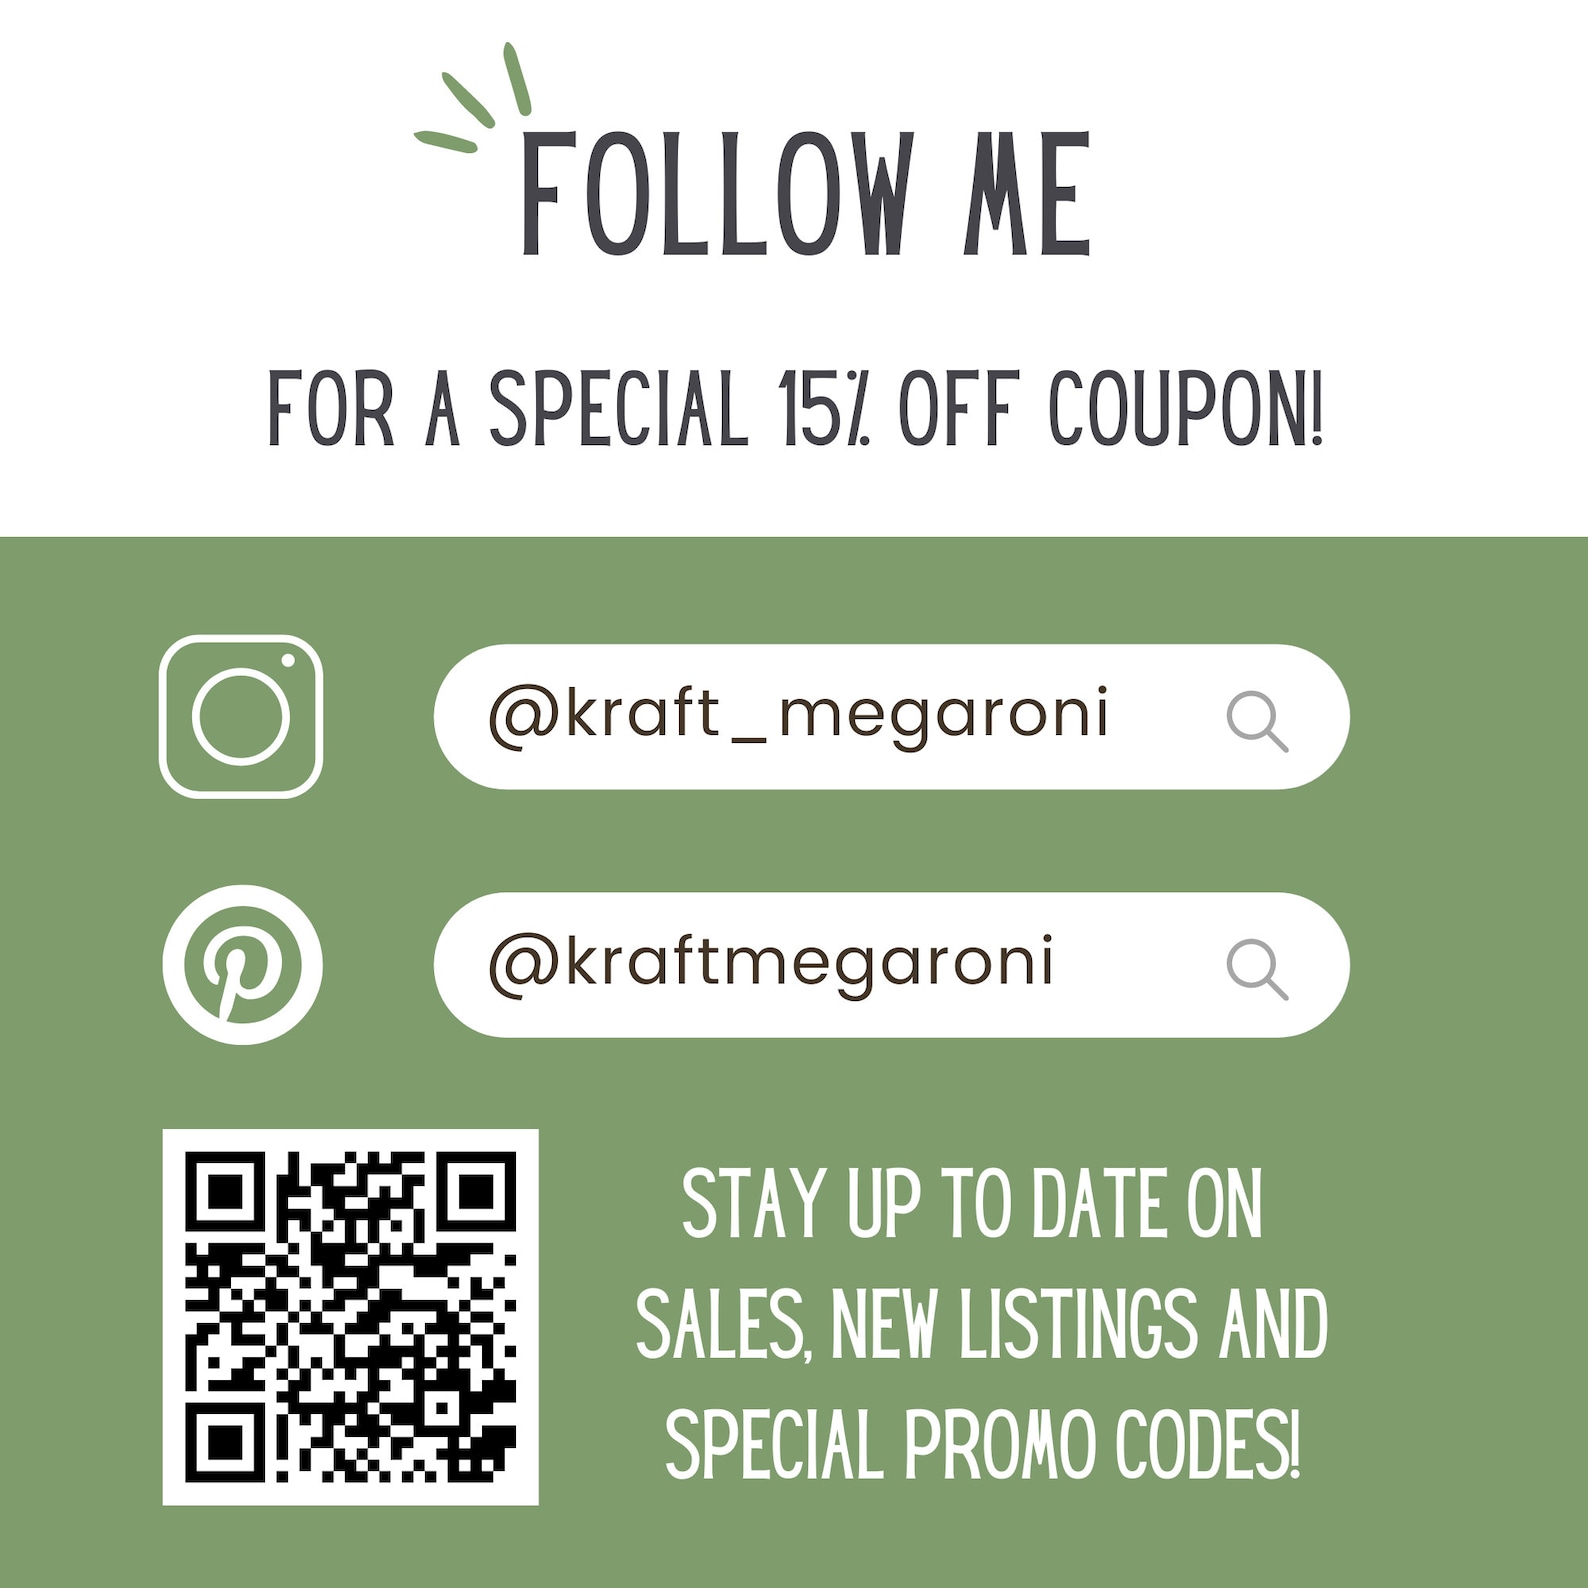 FOLLOW ME
FOR A SPECIAL 15% OFF COUPON!
@kraft_megaroni
@kraftmegaroni
STAY UP TO DATE ON
SALES, NEW LISTINGS AND
SPECIAL PROMO CODES!